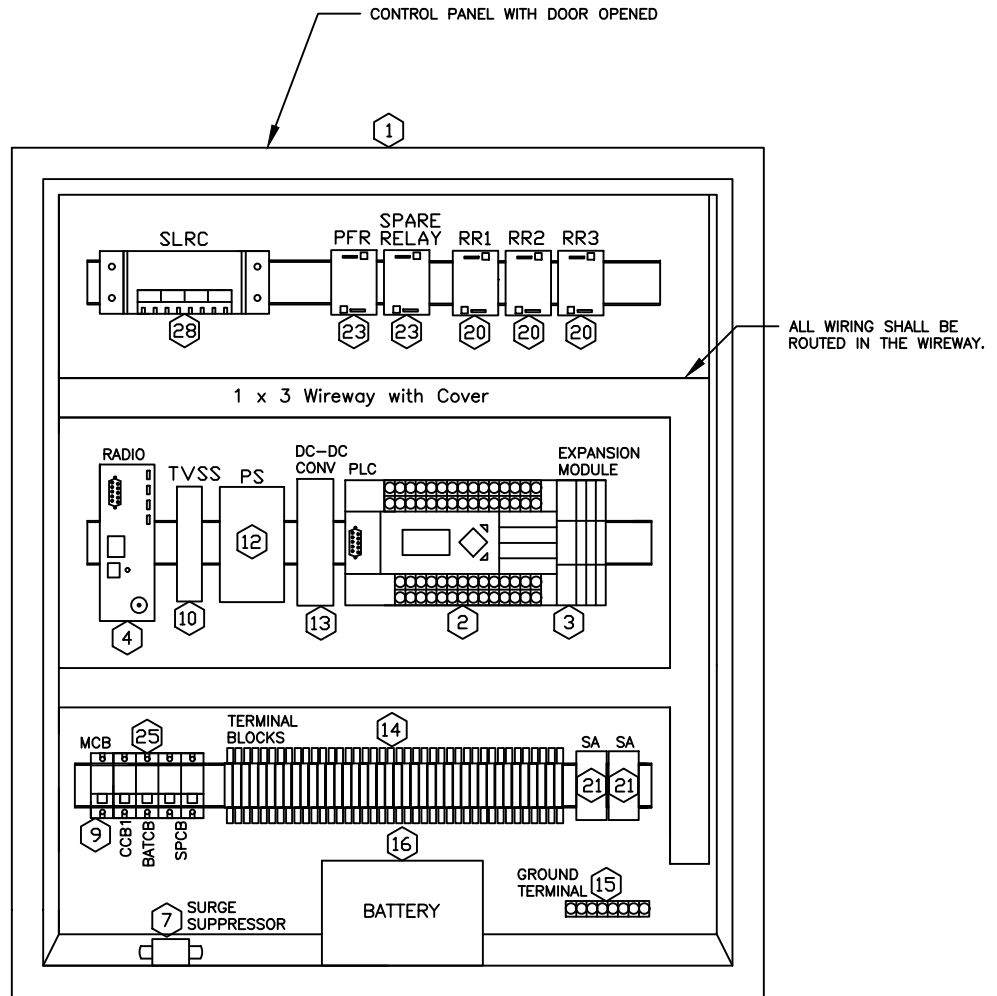 CONTROL PANEL WITH DOOR OPENED
1
SLRC
PFR
SPARE
RELAY
RR1
RR2
RR3
28
23
23
20
20
20
ALL WIRING SHALL BE
ROUTED IN THE WIREWAY.
1 x 3 Wireway with Cover
RADIO
TVSS
PS
DC-DC
CONV
PLC
EXPANSION
MODULE
12
4
10
13
2
3
MCB
25
TERMINAL
BLOCKS
14
SA
SA
21
21
9
CCB1
BATCB
SPCB
16
GROUND
TERMINAL
15
7
SURGE
SUPPRESSOR
BATTERY